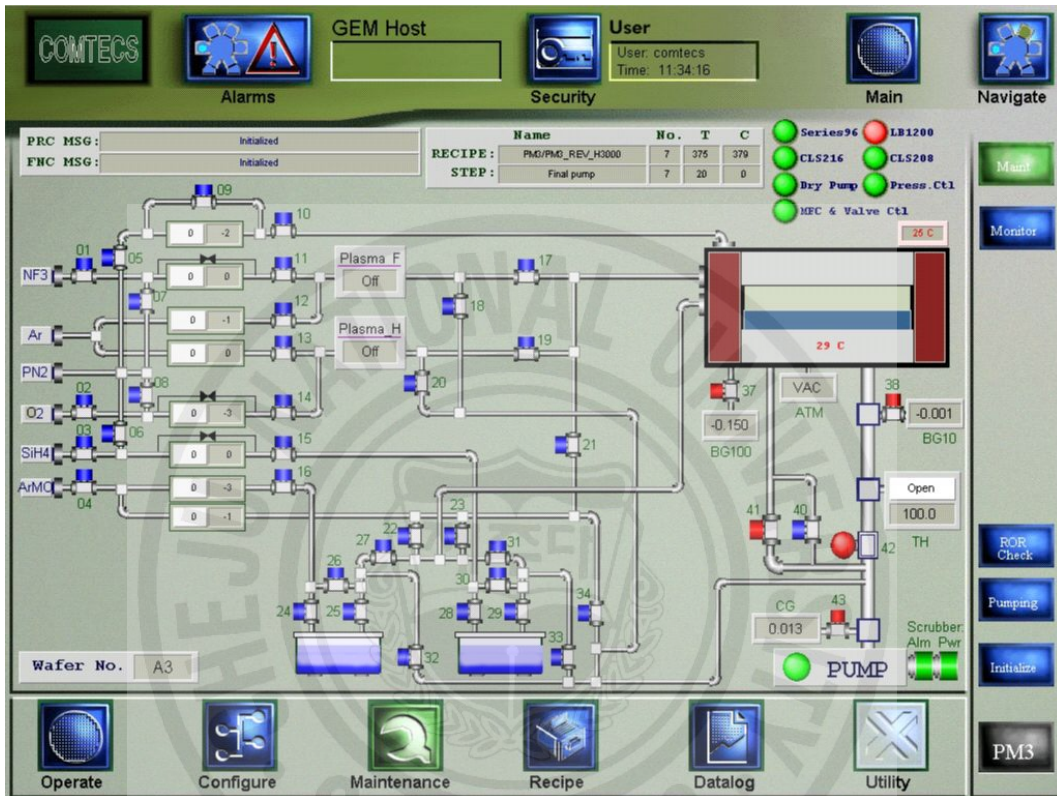 COMTECS
GEM Host
User
User: comtecs
Time: 11:34:16
Alarms
Security
Main
Navigate
PRC MSG: Initialized
FNC MSG: Initialized
Name No. T C
RECIPE: PM3/PM3_REV_H3000 7 375 379
STEP: Final pump 7 20 0
Series96 LB1200
CLS216 CLS208
Dry Pump Press.Ctl
MFC & Valve Ctl
Maint
Monitor
09
0 -2
10
25 C
01
05
NF3
0 0
11
Plasma_F
Off
17
07
18
12
Ar
0 -1
Plasma_H
Off
13
0 0
19
29 C
PN2
08
20
02
O2
0 -3
14
37
VAC
ATM
38
-0.001
BG10
-0.150
BG100
03
06
SiH4
0 0
15
21
16
ArMO
0 -3
04
0 -1
Open
100.0
TH
23
22
41
40
42
27
31
26
30
24
25
28
29
34
33
32
43
CG
0.013
ROR
Check
Pumping
Scrubber
Alm Pwr
PUMP
Initialize
Wafer No. A3
PM3
Operate
Configure
Maintenance
Recipe
Datalog
Utility
JEJU NATIONAL UNIVERSITY